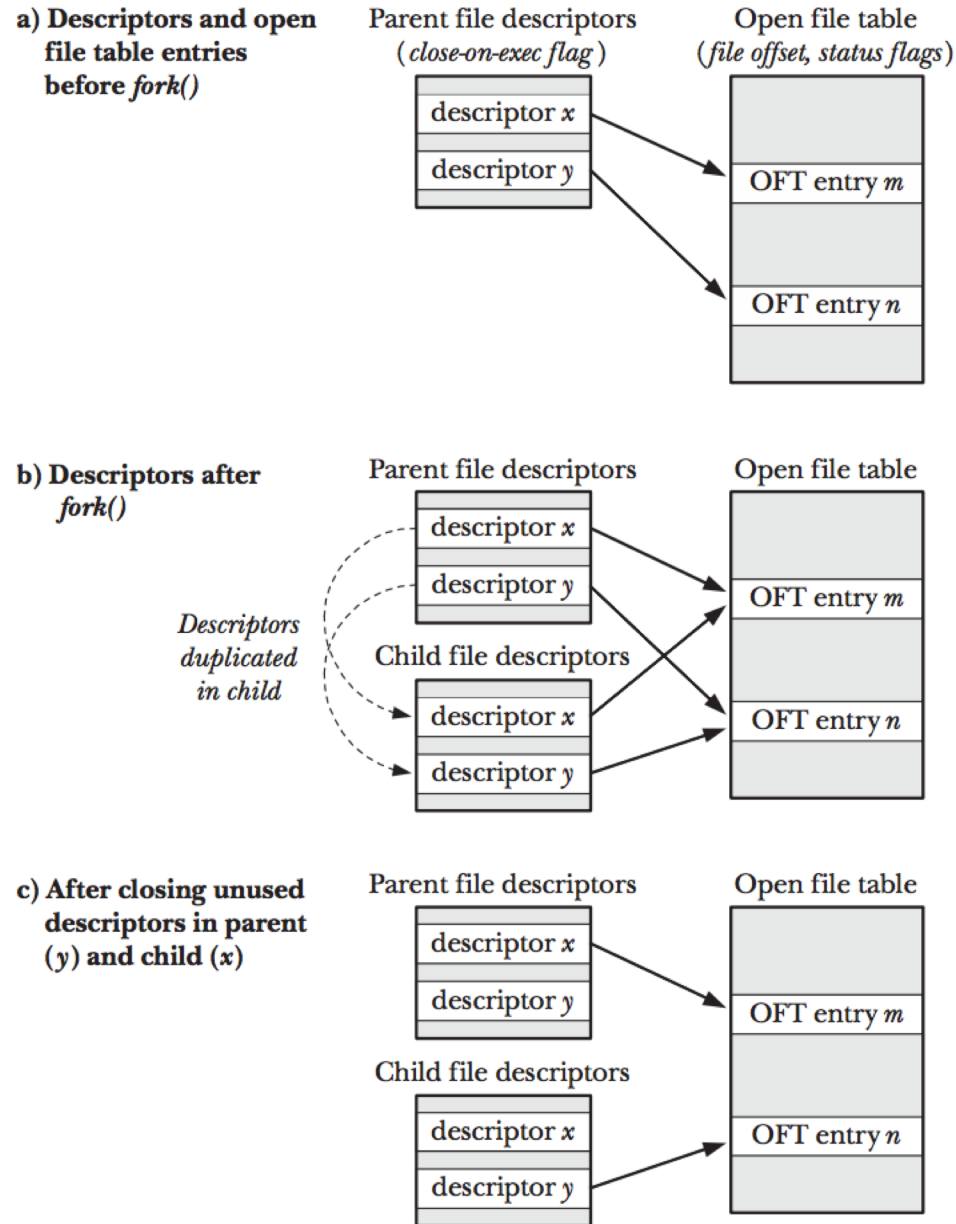 a) Descriptors and open
file table entries
before fork()
Parent file descriptors
(close-on-exec flag)
descriptor x
descriptor y
Open file table
(file offset, status flags)
OFT entry m
OFT entry n
b) Descriptors after
fork()
Descriptors
duplicated
in child
Parent file descriptors
descriptor x
descriptor y
Child file descriptors
descriptor x
descriptor y
Open file table
OFT entry m
OFT entry n
c) After closing unused
descriptors in parent
(y) and child (x)
Parent file descriptors
descriptor x
descriptor y
Child file descriptors
descriptor x
descriptor y
Open file table
OFT entry m
OFT entry n